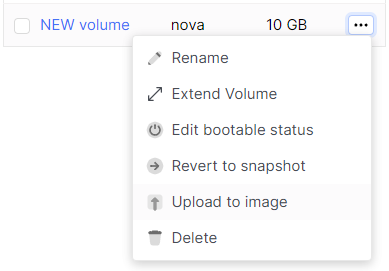 NEW volume nova 10 GB
Rename
Extend Volume
Edit bootable status
Revert to snapshot
Upload to image
Delete